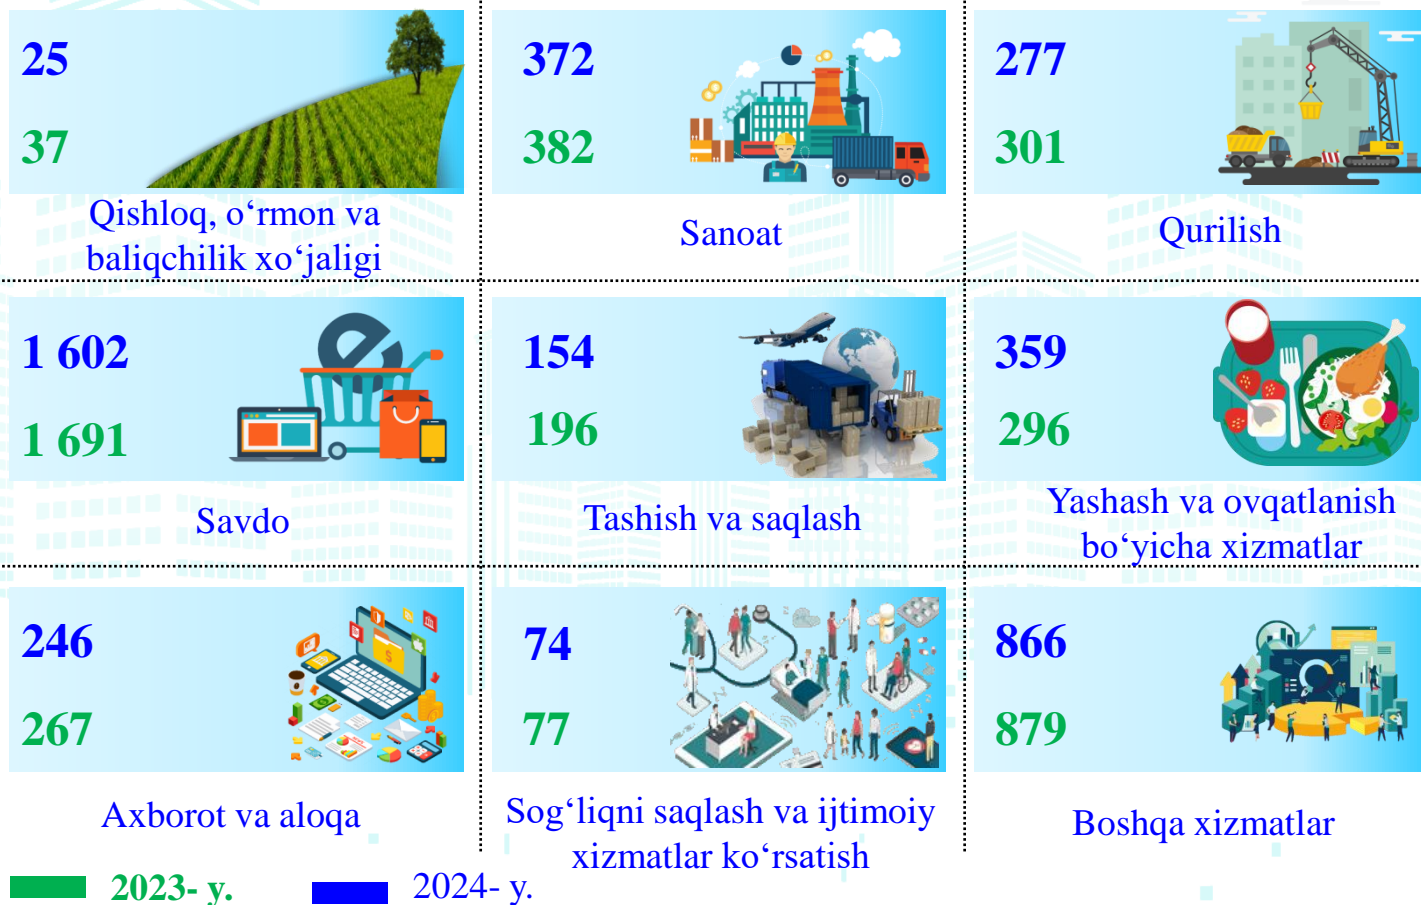 25
37
Qishloq, o‘rmon va
baliqchilik xo‘jaligi
372
382
Sanoat
277
301
Qurilish
1 602
1 691
Savdo
154
196
Tashish va saqlash
359
296
Yashash va ovqatlanish
bo‘yicha xizmatlar
246
267
Axborot va aloqa
74
77
Sog‘liqni saqlash va ijtimoiy
xizmatlar ko‘rsatish
866
879
Boshqa xizmatlar
2023- y.
2024- y.